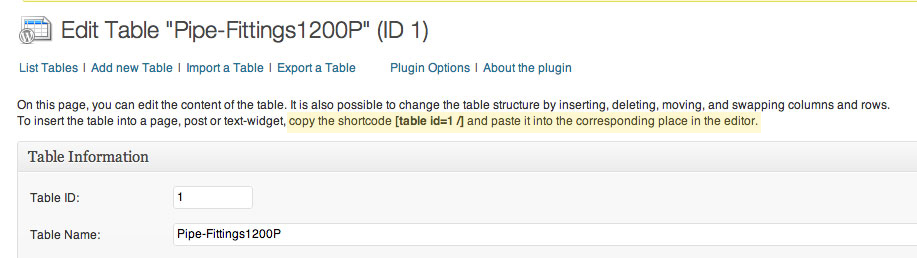 Edit Table "Pipe-Fittings1200P" (ID 1)
List Tables | Add new Table | Import a Table | Export a Table Plugin Options | About the plugin
On this page, you can edit the content of the table. It is also possible to change the table structure by inserting, deleting, moving, and swapping columns and rows.
To insert the table into a page, post or text-widget, copy the shortcode [table id=1 /] and paste it into the corresponding place in the editor.
Table Information
Table ID: 1
Table Name: Pipe-Fittings1200P